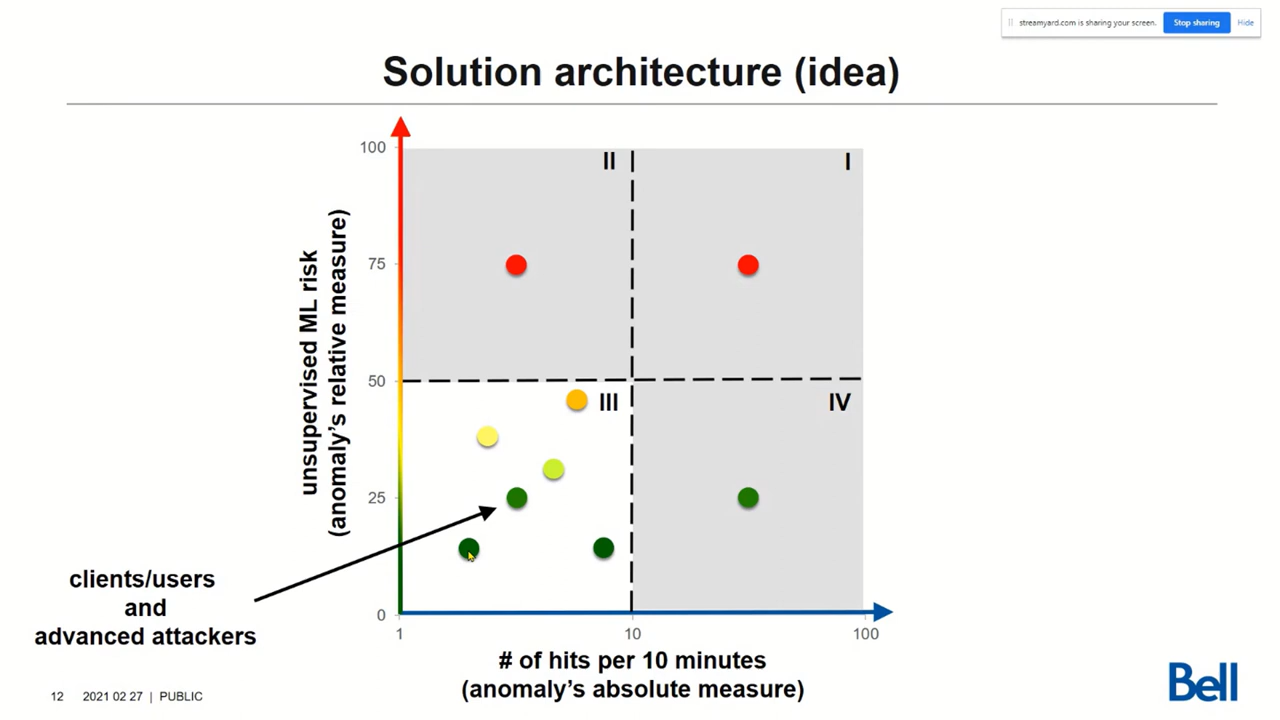 streamyard.com is sharing your screen.
Stop sharing
Hide
Solution architecture (idea)
100
75
50
25
0
unsupervised ML risk
(anomaly's relative measure)
II
I
III
IV
clients/users
and
advanced attackers
1
10
100
# of hits per 10 minutes
(anomaly's absolute measure)
12 2021 02 27 | PUBLIC
Bell